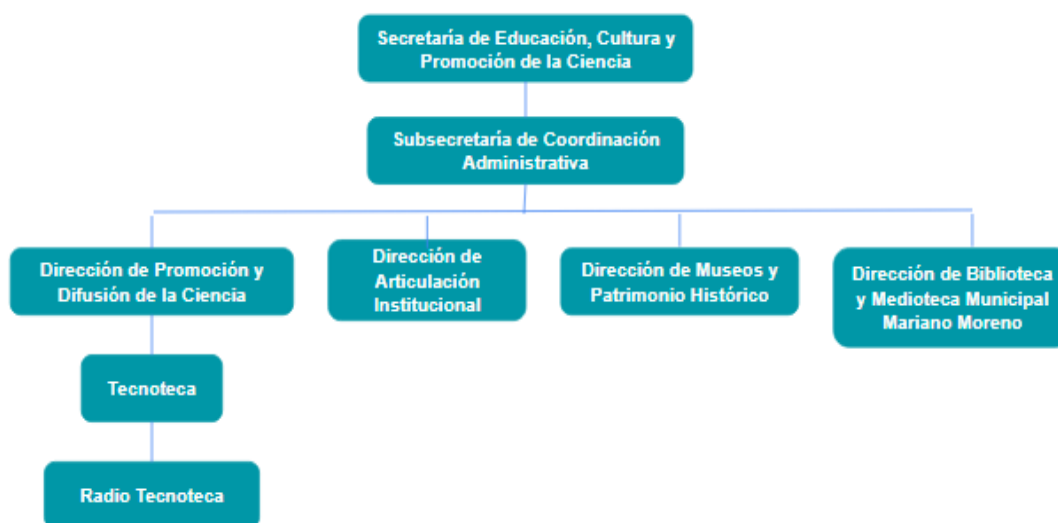 Secretaría de Educación, Cultura y
Promoción de la Ciencia
Subsecretaría de Coordinación
Administrativa
Dirección de Promoción y
Difusión de la Ciencia
Dirección de
Articulación
Institucional
Dirección de Museos y
Patrimonio Histórico
Dirección de Biblioteca
y Medioteca Municipal
Mariano Moreno
Tecnoteca
Radio Tecnoteca